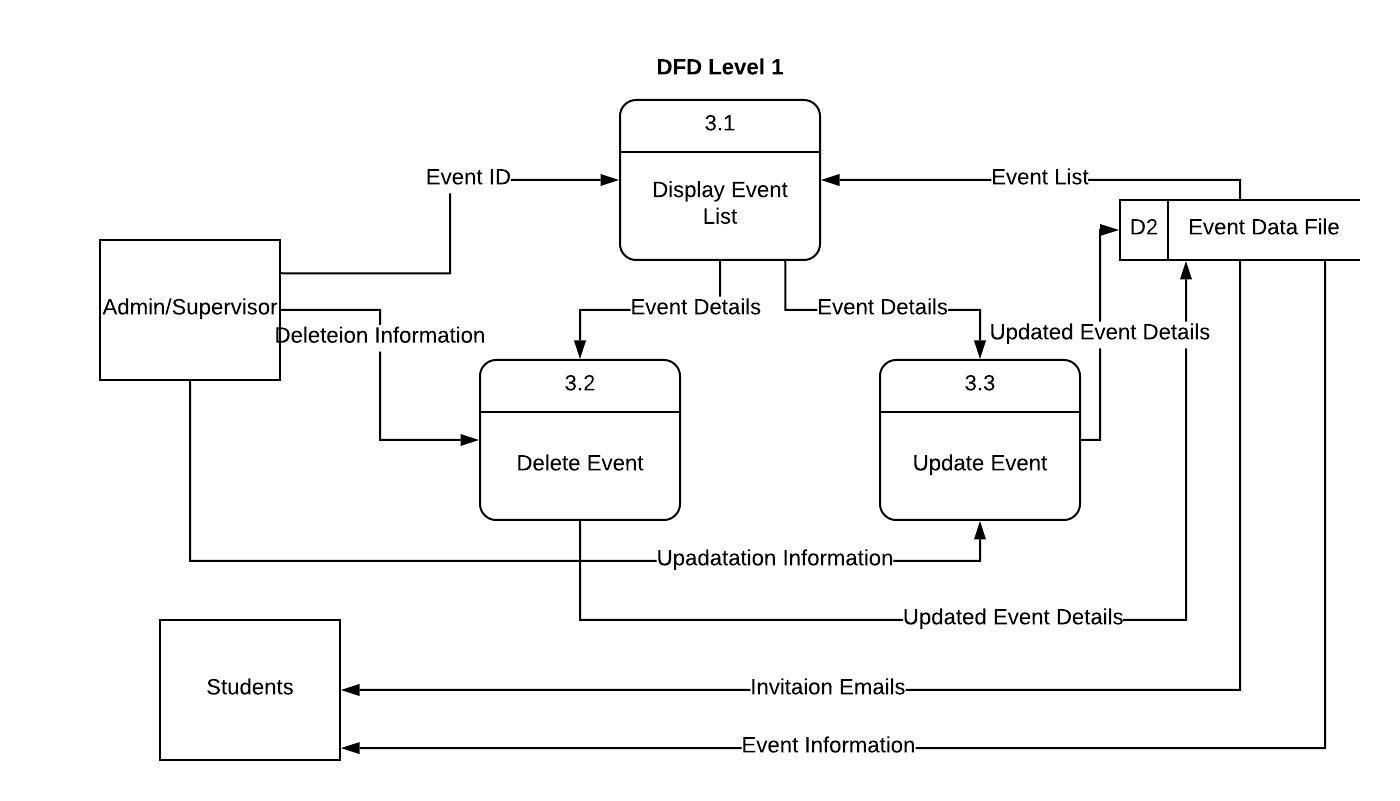 DFD Level 1
3.1
Display Event
List
Event ID
Event List
D2
Event Data File
Admin/Supervisor
Deleteion Information
Event Details
Event Details
Updated Event Details
3.2
Delete Event
3.3
Update Event
Upadatation Information
Updated Event Details
Students
Invitaion Emails
Event Information